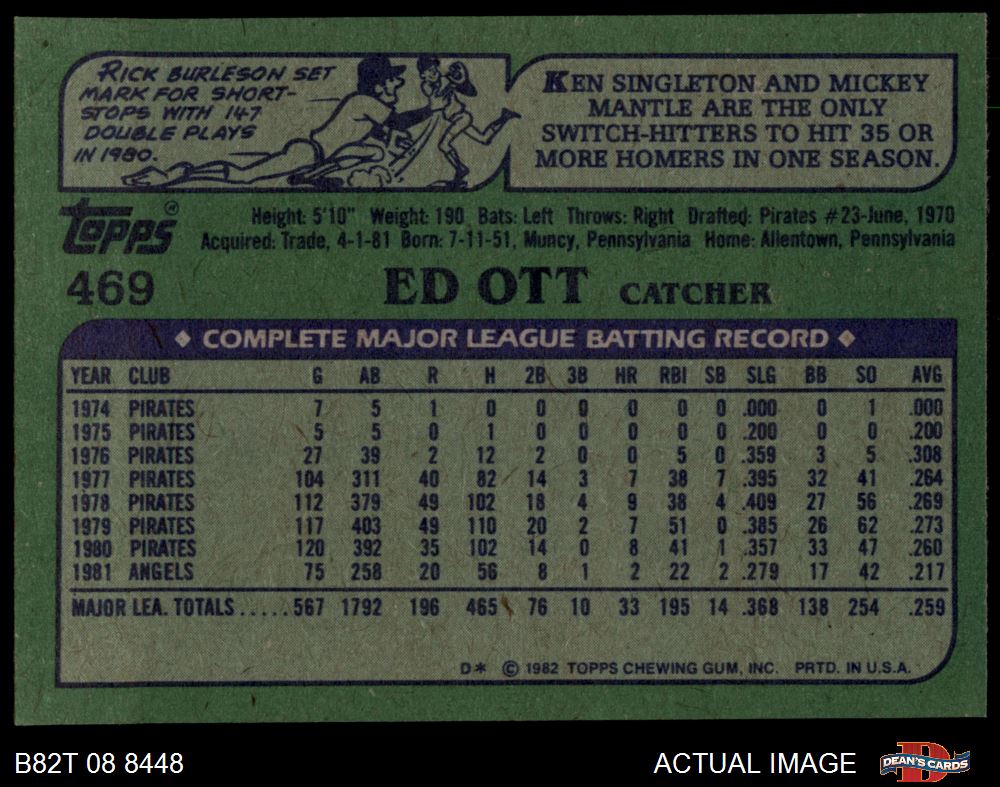 RICK BURLESON SET
MARK FOR SHORT-
STOPS WITH 147
DOUBLE PLAYS
IN 1980.
KEN SINGLETON AND MICKEY
MANTLE ARE THE ONLY
SWITCH-HITTERS TO HIT 35 OR
MORE HOMERS IN ONE SEASON.
topps®
Height: 5'10" Weight: 190 Bats: Left Throws: Right Drafted: Pirates #23-June, 1970
Acquired: Trade, 4-1-81 Born: 7-11-51, Muncy, Pennsylvania Home: Allentown, Pennsylvania
469 ED OTT CATCHER
◆ COMPLETE MAJOR LEAGUE BATTING RECORD ◆
YEAR CLUB G AB R H 2B 3B HR RBI SB SLG BB SO AVG
1974 PIRATES 7 5 1 0 0 0 0 0 0 .000 0 1 .000
1975 PIRATES 5 5 0 1 0 0 0 0 0 .200 0 0 .200
1976 PIRATES 27 39 2 12 2 0 0 5 0 .359 3 5 .308
1977 PIRATES 104 311 40 82 14 3 7 38 7 .395 32 41 .264
1978 PIRATES 112 379 49 102 18 4 9 38 4 .409 27 56 .269
1979 PIRATES 117 403 49 110 20 2 7 51 0 .385 26 62 .273
1980 PIRATES 120 392 35 102 14 0 8 41 1 .357 33 47 .260
1981 ANGELS 75 258 20 56 8 1 2 22 2 .279 17 42 .217
MAJOR LEA. TOTALS.....567 1792 196 465 76 10 33 195 14 .368 138 254 .259
D* © 1982 TOPPS CHEWING GUM, INC. PRTD. IN U.S.A.
B82T 08 8448
ACTUAL IMAGE
D
DEAN'S CARDS